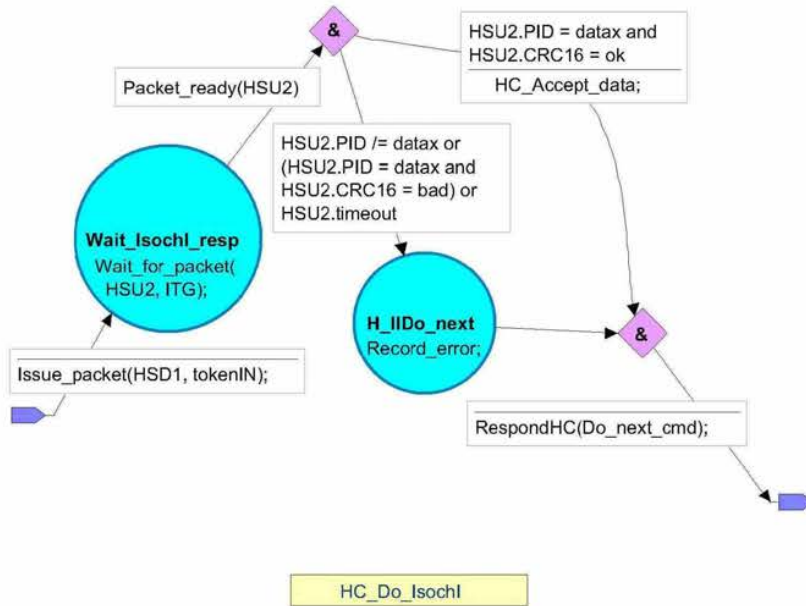 &
HSU2.PID = datax and
HSU2.CRC16 = ok
HC_Accept_data;
Packet_ready(HSU2)
HSU2.PID /= datax or
(HSU2.PID = datax and
HSU2.CRC16 = bad) or
HSU2.timeout
Wait_IsochI_resp
Wait_for_packet(
HSU2, ITG);
H_IIDo_next
Record_error;
&
Issue_packet(HSD1, tokenIN);
RespondHC(Do_next_cmd);
HC_Do_IsochI